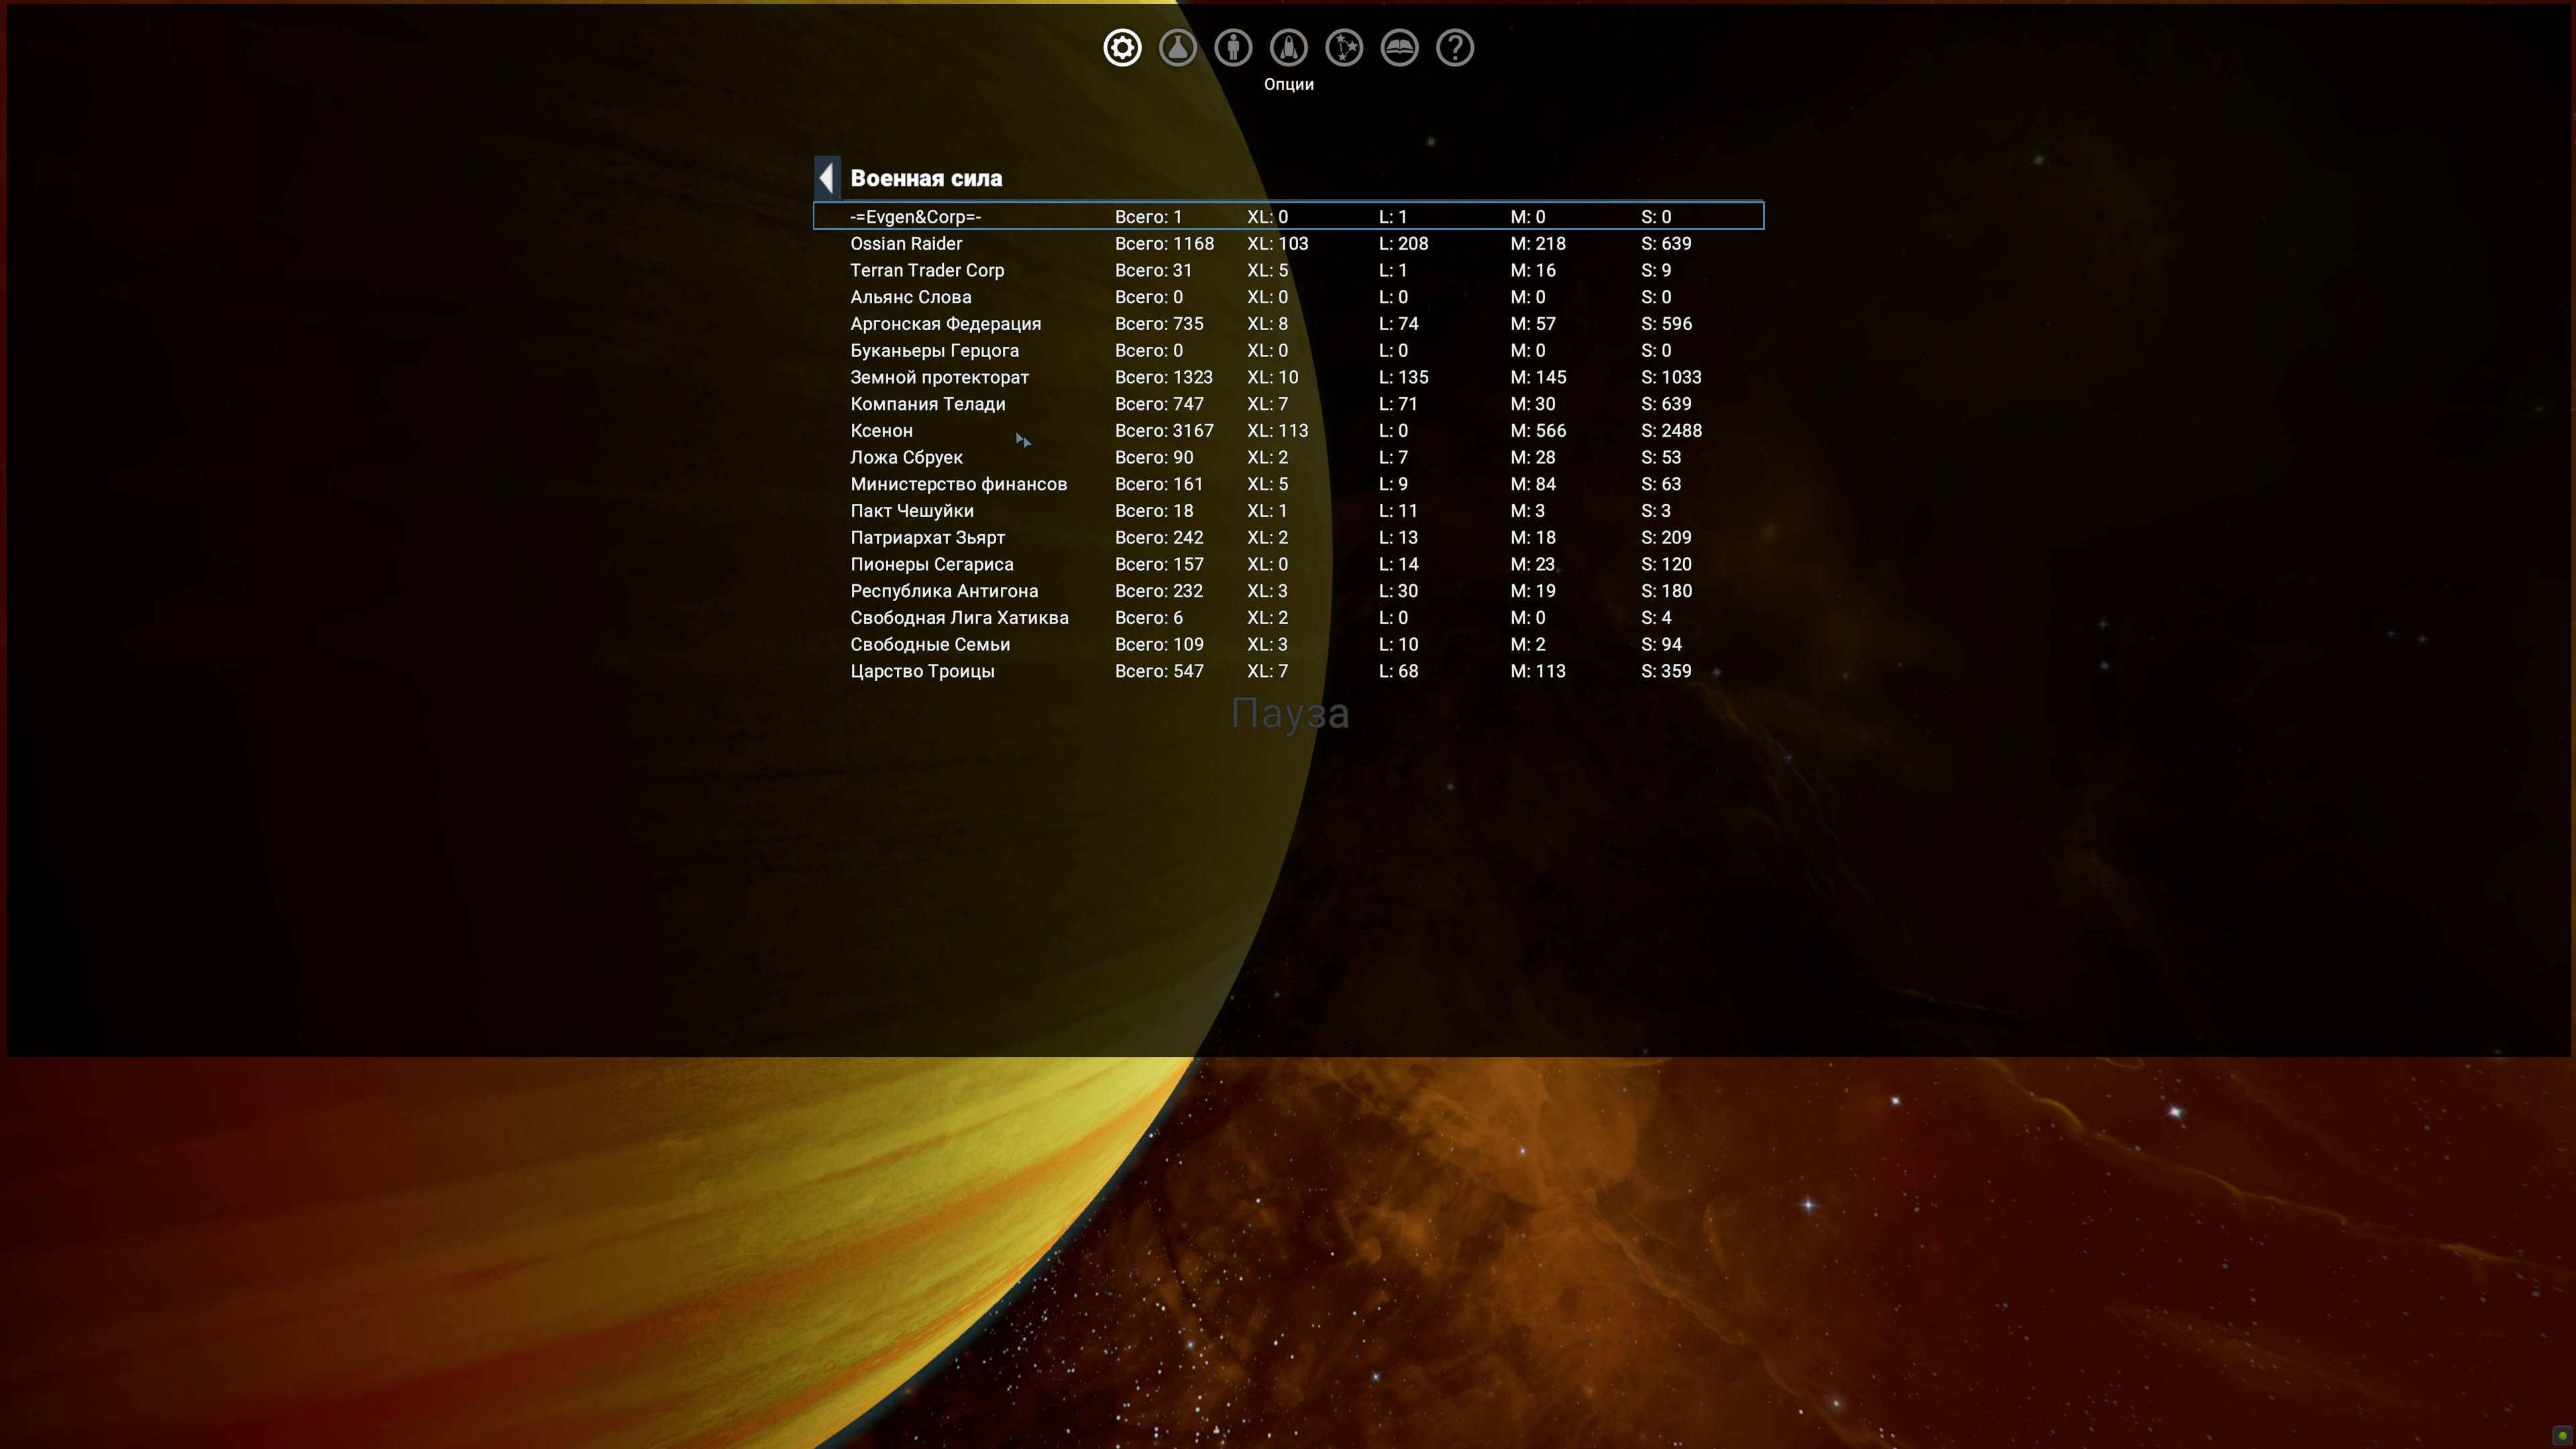 Опции
Военная сила
-=Evgen&Corp=- Всего: 1 XL: 0 L: 1 M: 0 S: 0
Ossian Raider Всего: 1168 XL: 103 L: 208 M: 218 S: 639
Terran Trader Corp Всего: 31 XL: 5 L: 1 M: 16 S: 9
Альянс Слова Всего: 0 XL: 0 L: 0 M: 0 S: 0
Аргонская Федерация Всего: 735 XL: 8 L: 74 M: 57 S: 596
Буканьеры Герцога Всего: 0 XL: 0 L: 0 M: 0 S: 0
Земной протекторат Всего: 1323 XL: 10 L: 135 M: 145 S: 1033
Компания Телади Всего: 747 XL: 7 L: 71 M: 30 S: 639
Ксенон Всего: 3167 XL: 113 L: 0 M: 566 S: 2488
Ложа Сбруек Всего: 90 XL: 2 L: 7 M: 28 S: 53
Министерство финансов Всего: 161 XL: 5 L: 9 M: 84 S: 63
Пакт Чешуйки Всего: 18 XL: 1 L: 11 M: 3 S: 3
Патриархат Зьярт Всего: 242 XL: 2 L: 13 M: 18 S: 209
Пионеры Сегариса Всего: 157 XL: 0 L: 14 M: 23 S: 120
Республика Антигона Всего: 232 XL: 3 L: 30 M: 19 S: 180
Свободная Лига Хатиква Всего: 6 XL: 2 L: 0 M: 0 S: 4
Свободные Семьи Всего: 109 XL: 3 L: 10 M: 2 S: 94
Царство Троицы Всего: 547 XL: 7 L: 68 M: 113 S: 359
Пауза